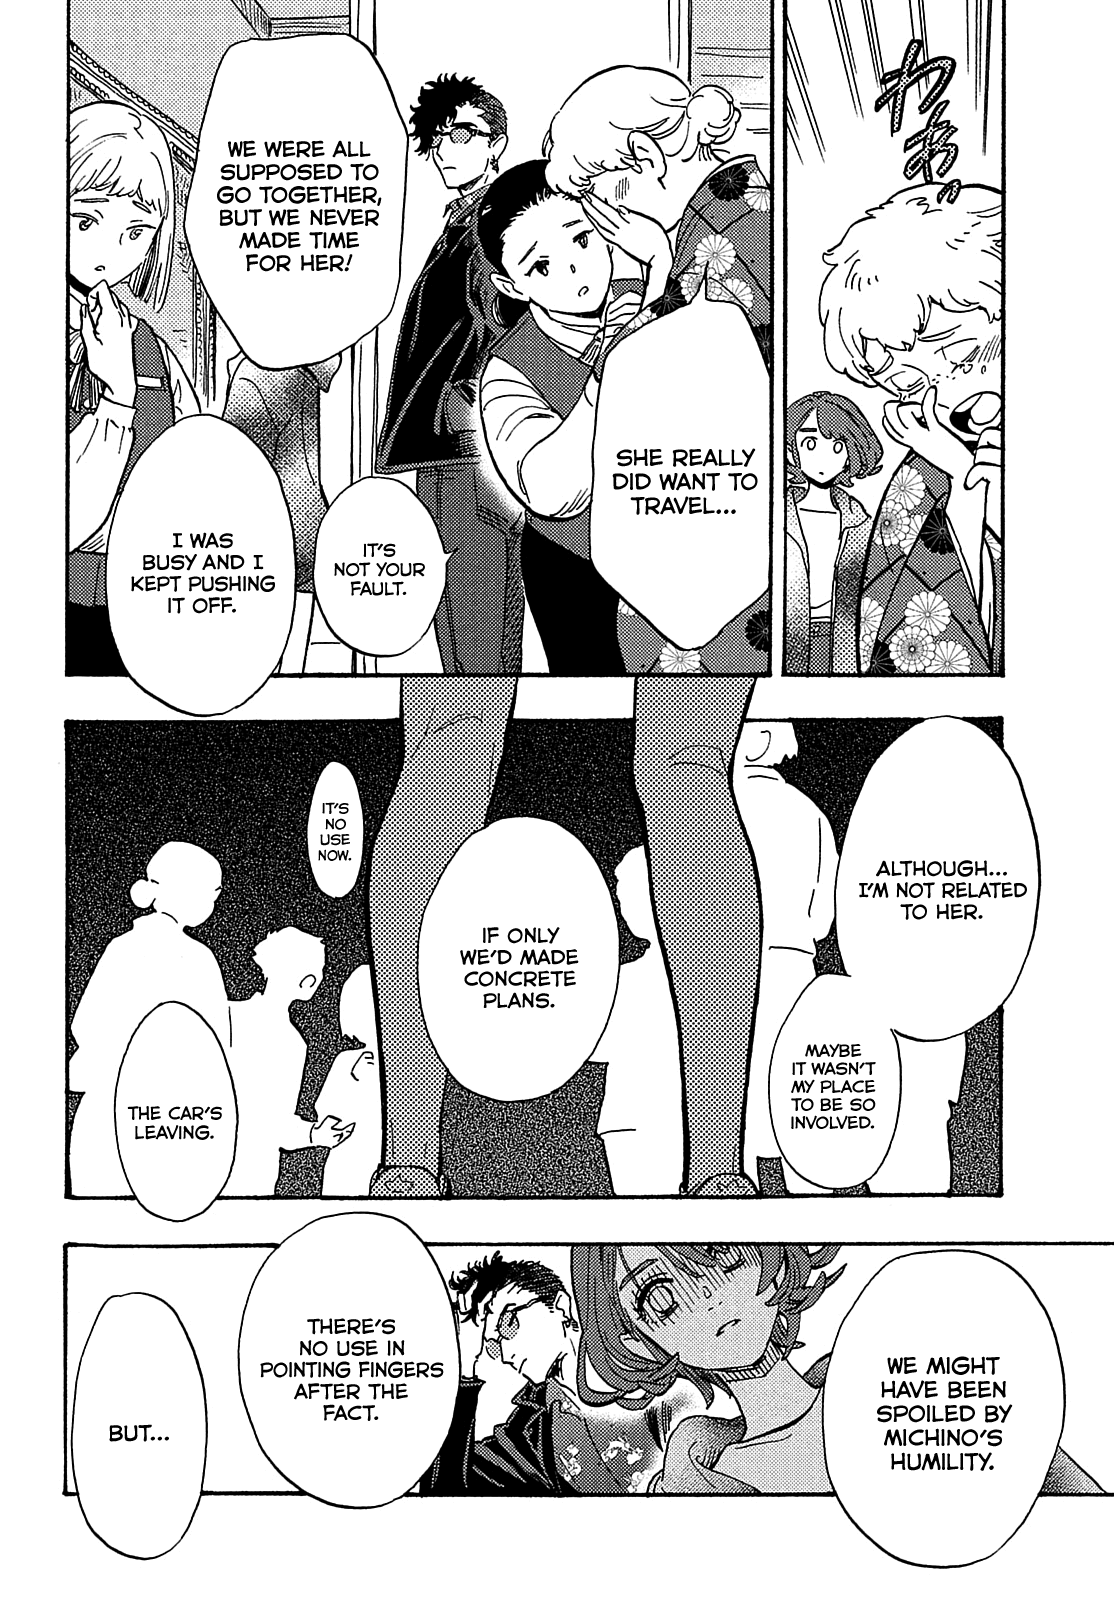 わあぁあ
SHE REALLY
DID WANT TO
TRAVEL...
WE WERE ALL
SUPPOSED TO
GO TOGETHER,
BUT WE NEVER
MADE TIME
FOR HER!
IT'S
NOT YOUR
FAULT.
I WAS
BUSY AND I
KEPT PUSHING
IT OFF.
ALTHOUGH...
I'M NOT RELATED
TO HER.
MAYBE
IT WASN'T
MY PLACE
TO BE SO
INVOLVED.
IF ONLY
WE'D MADE
CONCRETE
PLANS.
IT'S
NO
USE
NOW.
THE CAR'S
LEAVING.
WE MIGHT
HAVE BEEN
SPOILED BY
MICHINO'S
HUMILITY.
THERE'S
NO USE IN
POINTING FINGERS
AFTER THE
FACT.
BUT...